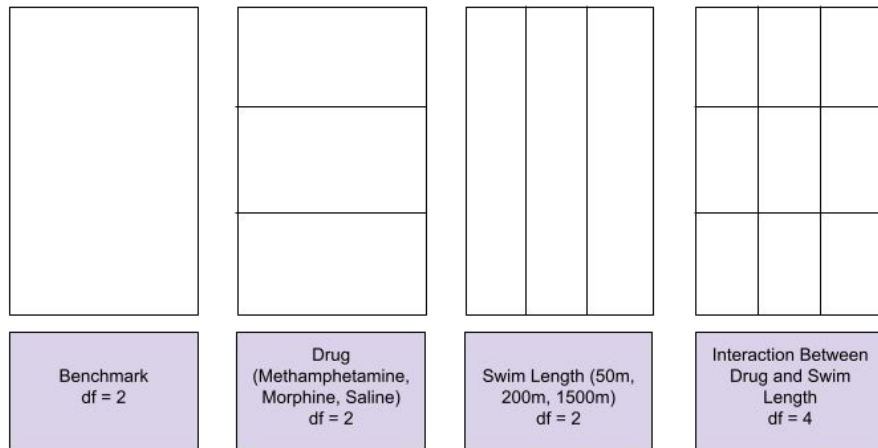 Benchmark
df = 2
Drug
(Methamphetamine,
Morphine, Saline)
df = 2
Swim Length (50m,
200m, 1500m)
df = 2
Interaction Between
Drug and Swim
Length
df = 4